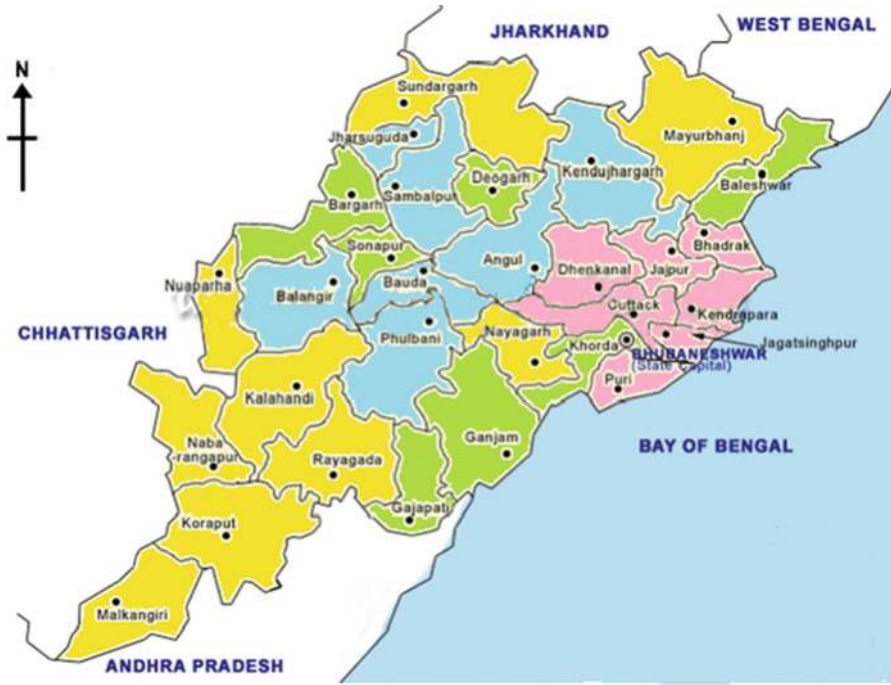 JHARKHAND
WEST BENGAL
N
Sundargarh
Mayurbhanj
Jharsuguda
Kendujhargarh
Deogarh
Baleshwar
Sambalpur
Bargarh
Bhadrak
Sonapur
Jajpur
Angul
Dhenkanal
Nuaparha
Bauda
Balangir
Cuttack
Kendrapara
CHHATTISGARH
Nayagarh
Phulbani
Khorda
Jagatsinghpur
BHUBANESHWAR
(State Capital)
Puri
Kalahandi
Ganjam
BAY OF BENGAL
Naba
-rangapur
Rayagada
Gajapati
Koraput
Malkangiri
ANDHRA PRADESH